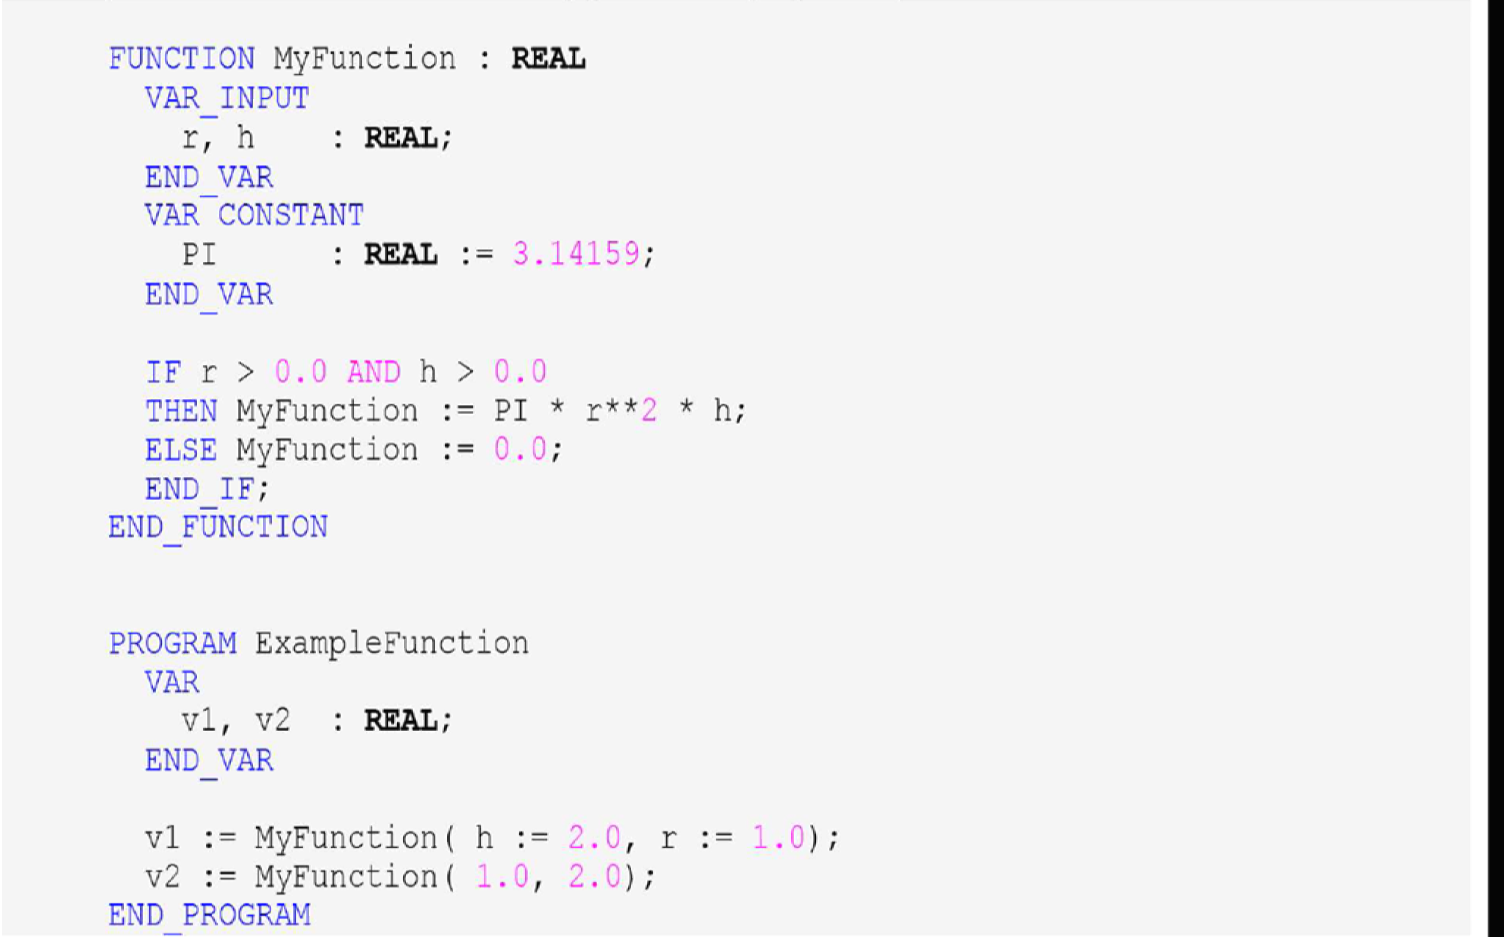 FUNCTION MyFunction : REAL
VAR_INPUT
r, h : REAL;
END_VAR
VAR CONSTANT
PI : REAL := 3.14159;
END_VAR
IF r > 0.0 AND h > 0.0
THEN MyFunction := PI * r**2 * h;
ELSE MyFunction := 0.0;
END_IF;
END_FUNCTION
PROGRAM ExampleFunction
VAR
v1, v2 : REAL;
END_VAR
v1 := MyFunction( h := 2.0, r := 1.0);
v2 := MyFunction( 1.0, 2.0);
END_PROGRAM